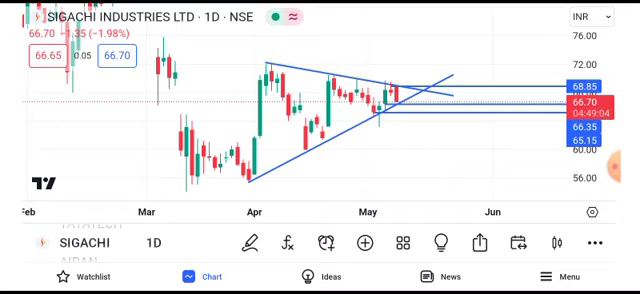 SIGACHI INDUSTRIES LTD · 1D · NSE
INR
66.70 −1.35 (−1.98%)
66.65 0.05 66.70
76.00
72.00
68.85
66.70
04:49:04
66.35
65.15
60.00
56.00
Feb Mar Apr May Jun
TATATECH
SIGACHI 1D
Watchlist Chart Ideas News Menu